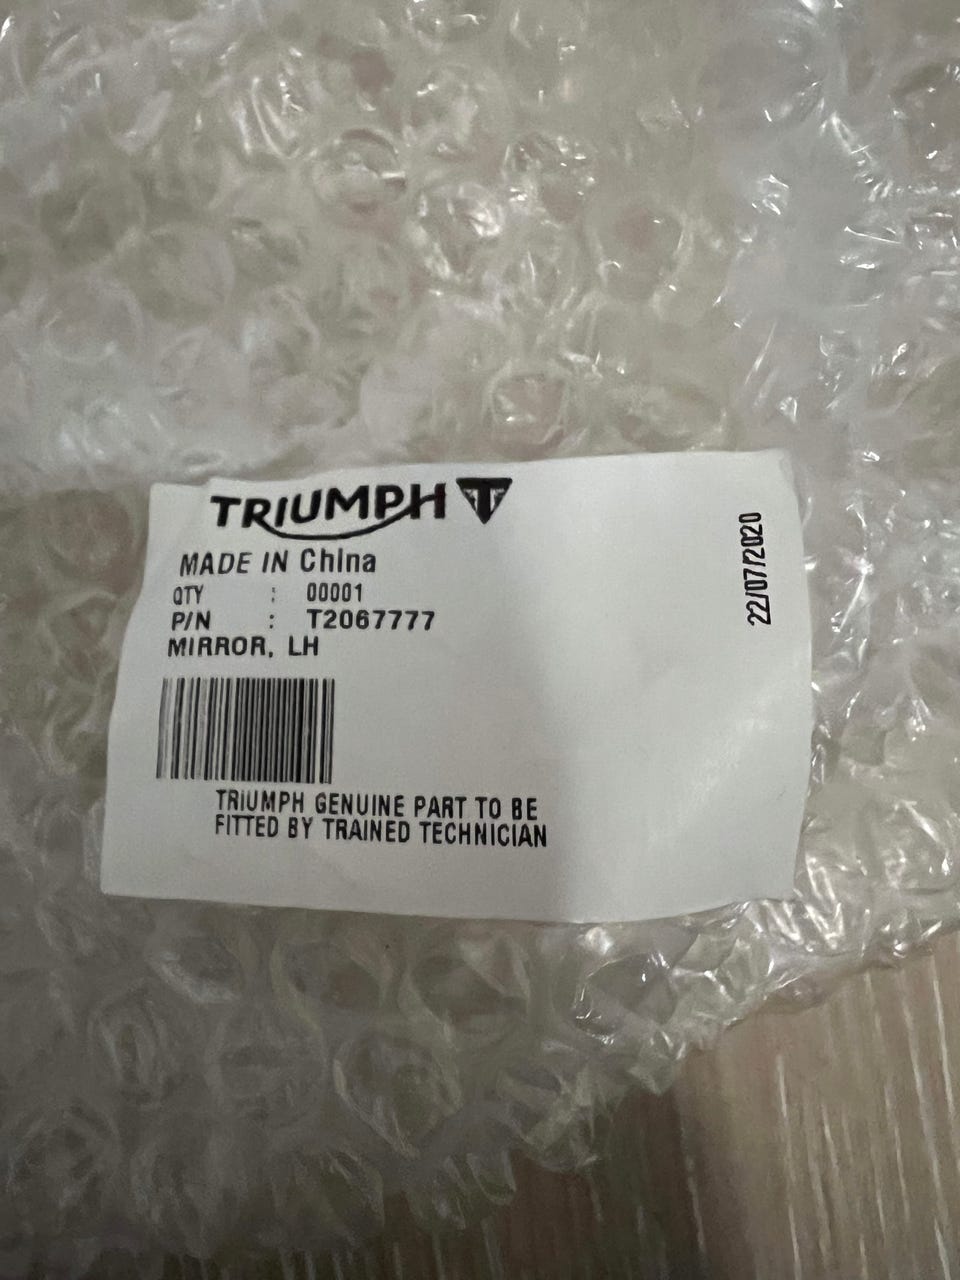 TRIUMPH
MADE IN China
QTY : 00001
P/N : T2067777
MIRROR, LH
TRIUMPH GENUINE PART TO BE
FITTED BY TRAINED TECHNICIAN
22/07/2020